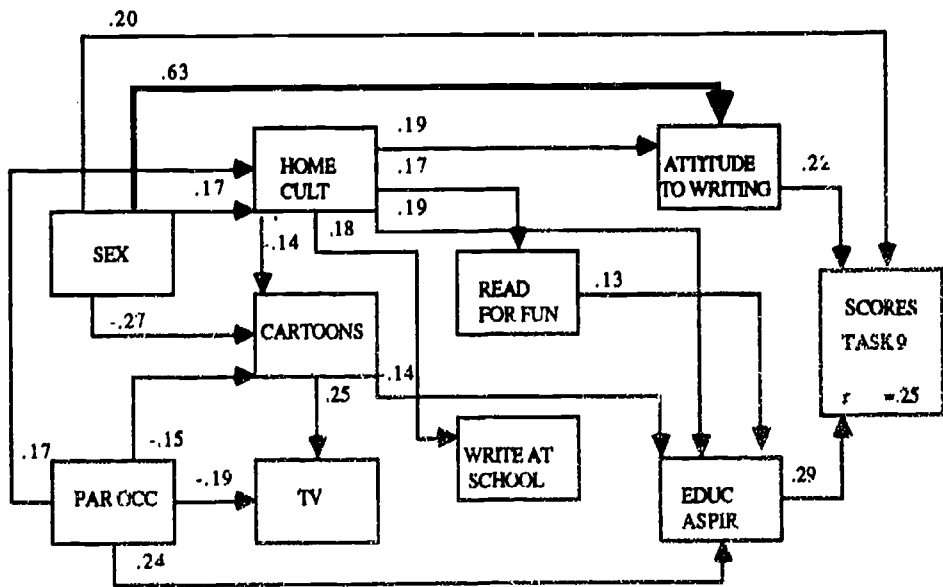 .20
.63
.19
HOME
CULT
.17
ATTYTUDE
TO WRITING
.22
.17
.19
SEX
-.14
.18
READ
FOR FUN
.13
SCORES
TASK 9
r =.25
-.27
CARTOONS
.25
-.14
-.15
.17
PAR OCC
-.19
TV
WRITE AT
SCHOOL
EDUC
ASPIR
.29
.24